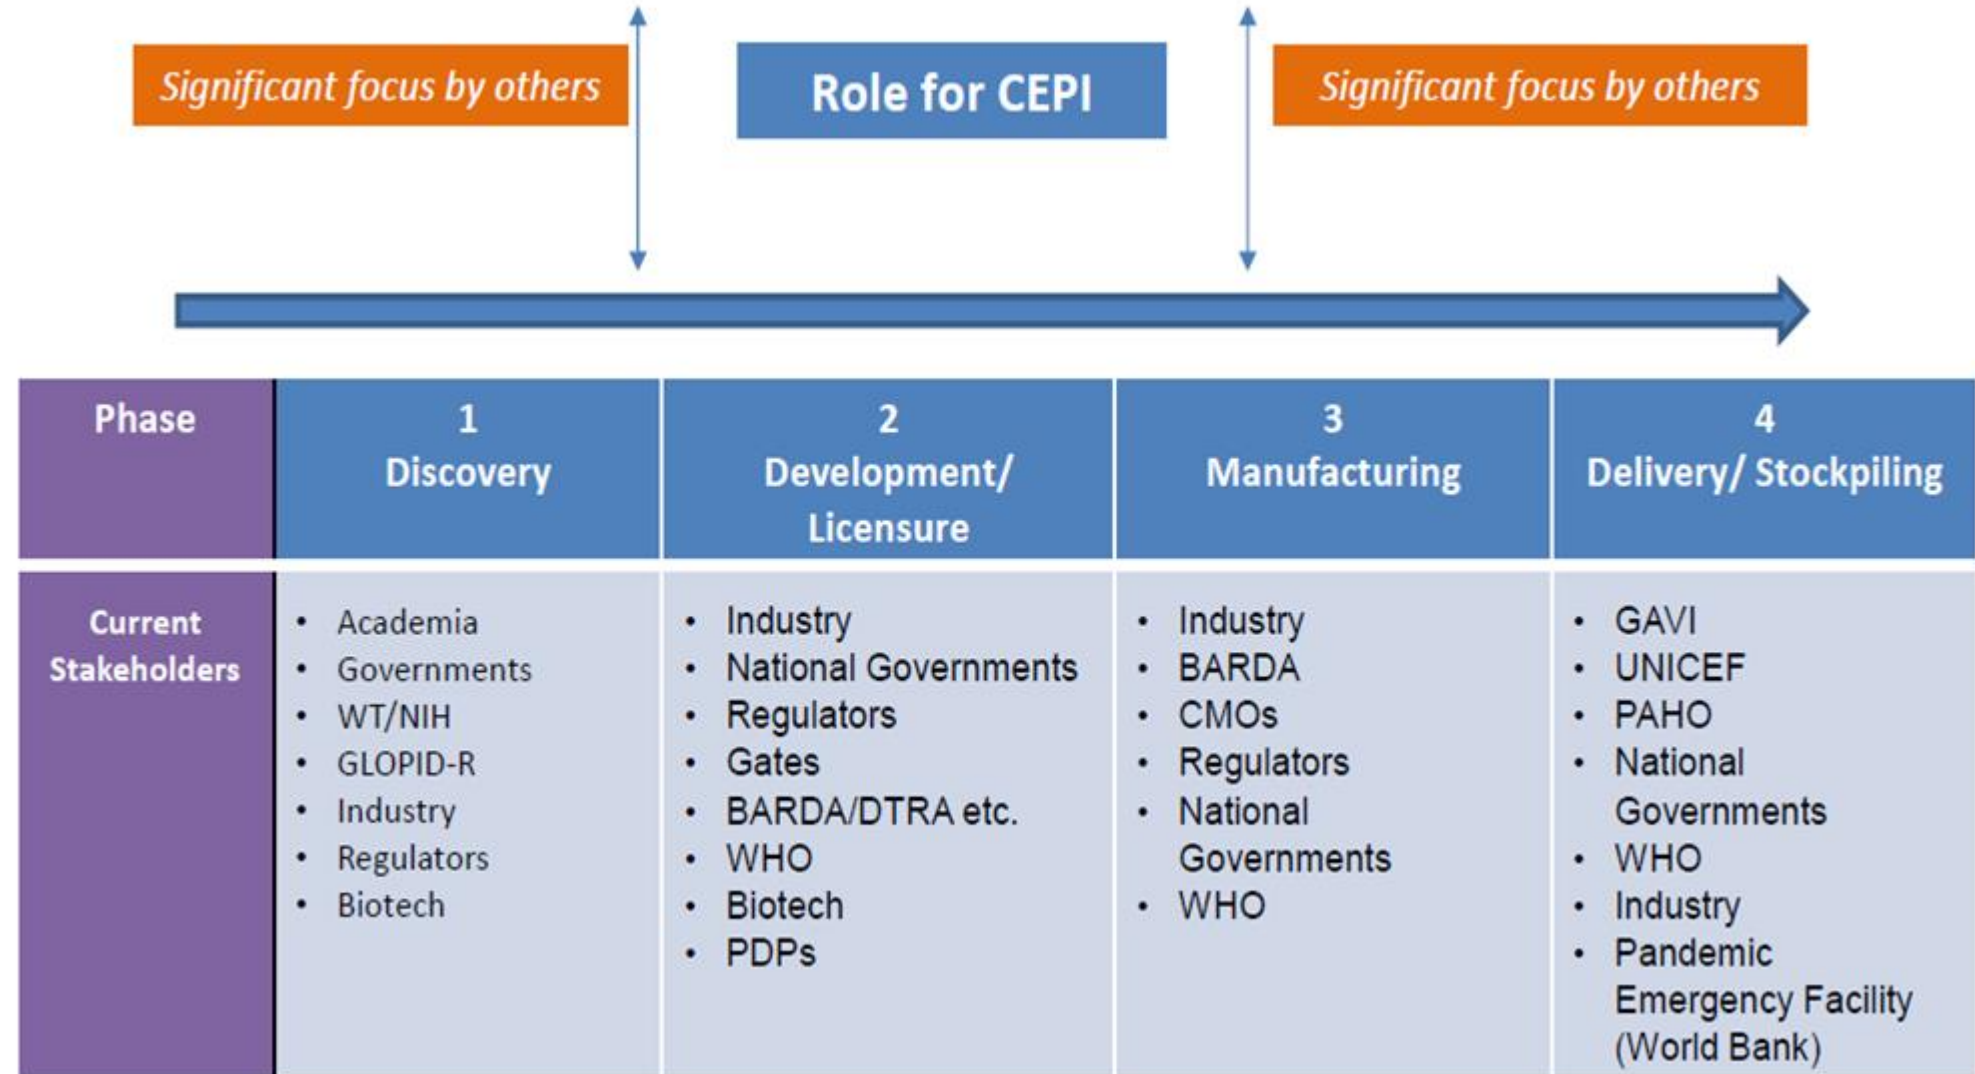 Significant focus by others
Role for CEPI
Significant focus by others
Phase
1
Discovery
2
Development/
Licensure
3
Manufacturing
4
Delivery/ Stockpiling
Current
Stakeholders
• Academia
• Governments
• WT/NIH
• GLOPID-R
• Industry
• Regulators
• Biotech
• Industry
• National Governments
• Regulators
• Gates
• BARDA/DTRA etc.
• WHO
• Biotech
• PDPs
• Industry
• BARDA
• CMOs
• Regulators
• National
Governments
• WHO
• GAVI
• UNICEF
• PAHO
• National
Governments
• WHO
• Industry
• Pandemic
Emergency Facility
(World Bank)